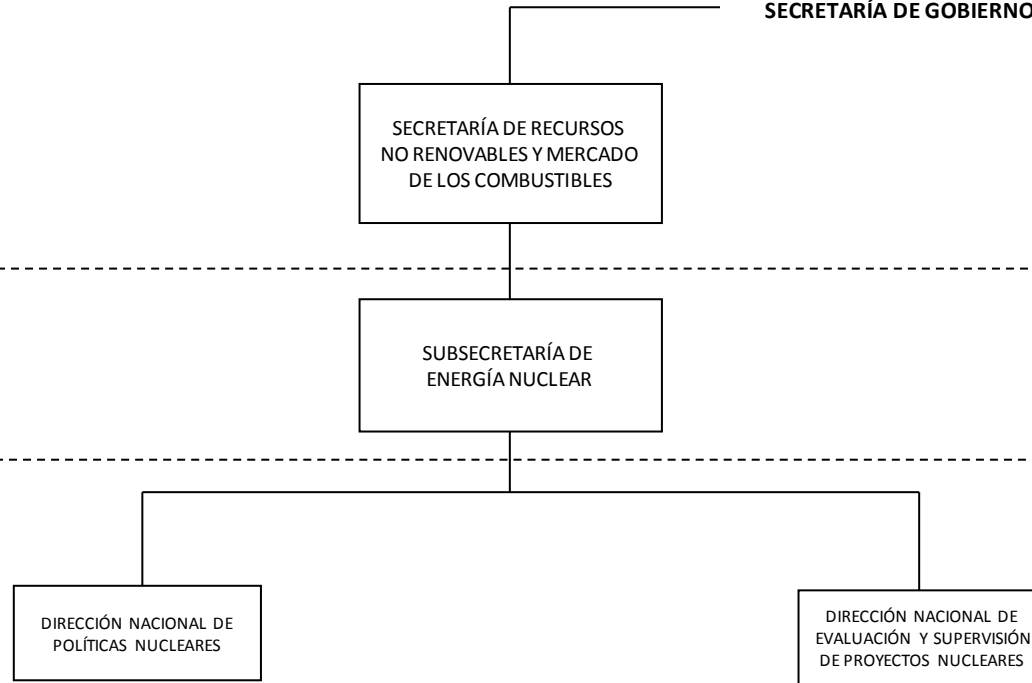 SECRETARÍA DE GOBIERNO
SECRETARÍA DE RECURSOS
NO RENOVABLES Y MERCADO
DE LOS COMBUSTIBLES
SUBSECRETARÍA DE
ENERGÍA NUCLEAR
DIRECCIÓN NACIONAL DE
POLÍTICAS NUCLEARES
DIRECCIÓN NACIONAL DE
EVALUACIÓN Y SUPERVISIÓN
DE PROYECTOS NUCLEARES